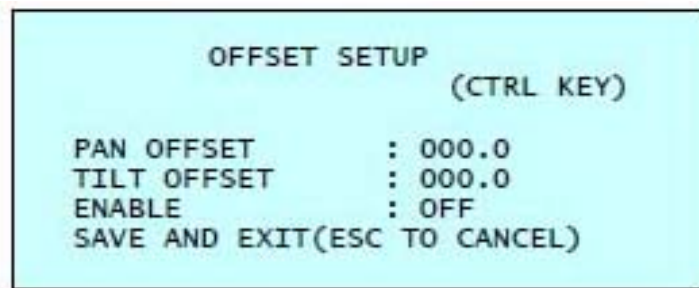 OFFSET SETUP
(CTRL KEY)
PAN OFFSET : 000.0
TILT OFFSET : 000.0
ENABLE : OFF
SAVE AND EXIT(ESC TO CANCEL)